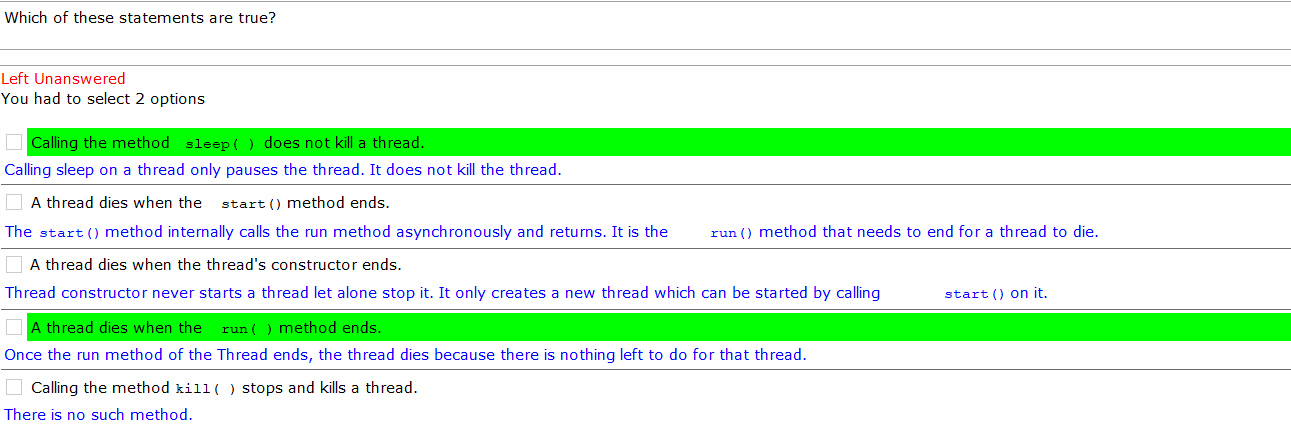 Which of these statements are true?
Left Unanswered
You had to select 2 options
Calling the method sleep( ) does not kill a thread.
Calling sleep on a thread only pauses the thread. It does not kill the thread.
A thread dies when the start() method ends.
The start() method internally calls the run method asynchronously and returns. It is the run() method that needs to end for a thread to die.
A thread dies when the thread's constructor ends.
Thread constructor never starts a thread let alone stop it. It only creates a new thread which can be started by calling start() on it.
A thread dies when the run( ) method ends.
Once the run method of the Thread ends, the thread dies because there is nothing left to do for that thread.
Calling the method kill( ) stops and kills a thread.
There is no such method.